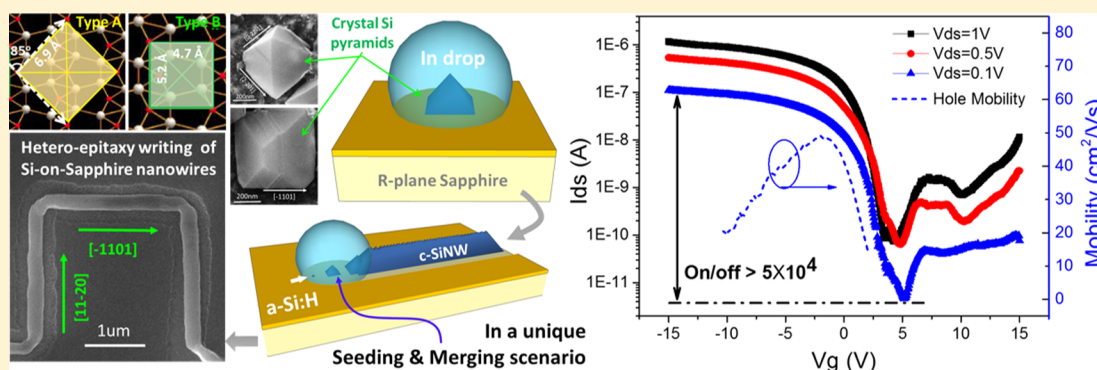 Type A
85°
6.9 Å
Type B
4.7 Å
5.2 Å
200nm
200nm
[-1101]
Crystal Si
pyramids
In drop
R-plane Sapphire
Hetero-epitaxy writing of
Si-on-Sapphire nanowires
[-1101]
[11-20]
1um
c-SiNW
a-Si:H
In a unique
Seeding & Merging scenario
Vds=1V
Vds=0.5V
Vds=0.1V
Hole Mobility
On/off > 5X10⁴
Ids (A)
1E-6
1E-7
1E-8
1E-9
1E-10
1E-11
-15
-10
-5
0
5
10
15
Vg (V)
80
70
60
50
40
30
20
10
0
Mobility (cm²/Vs)